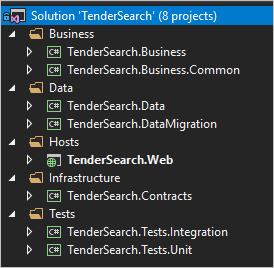 Solution 'TenderSearch' (8 projects)
Business
C# TenderSearch.Business
C# TenderSearch.Business.Common
Data
C# TenderSearch.Data
C# TenderSearch.DataMigration
Hosts
TenderSearch.Web
Infrastructure
C# TenderSearch.Contracts
Tests
C# TenderSearch.Tests.Integration
C# TenderSearch.Tests.Unit